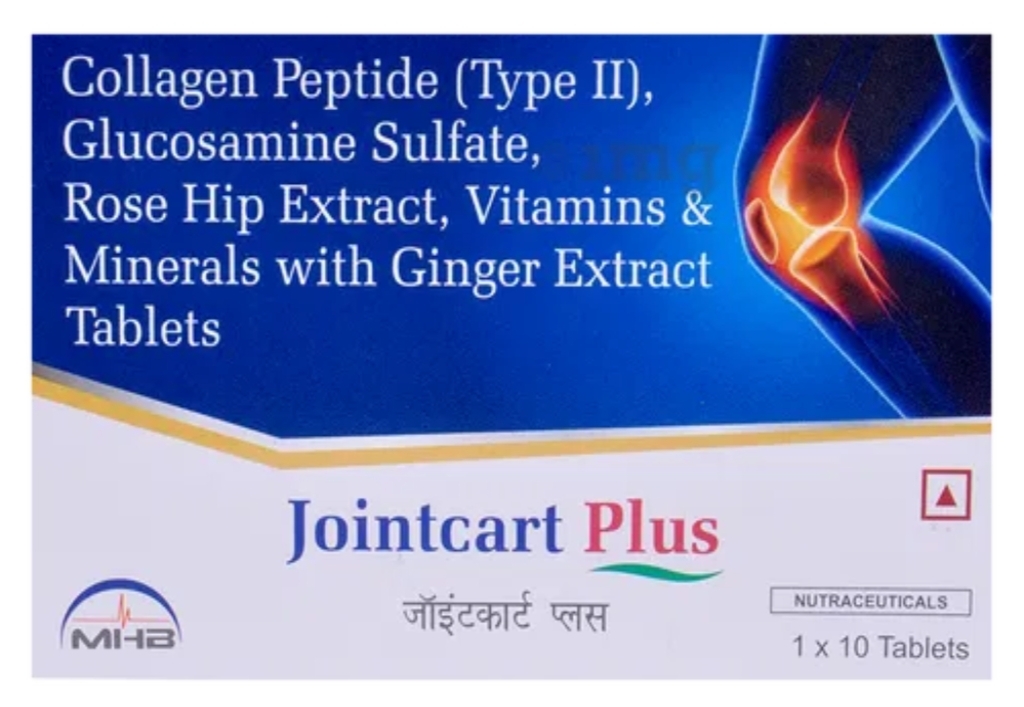 Collagen Peptide (Type II),
Glucosamine Sulfate,
Rose Hip Extract, Vitamins &
Minerals with Ginger Extract
Tablets
Jointcart Plus
जॉइंटकार्ट प्लस
MHB
NUTRACEUTICALS
1 x 10 Tablets